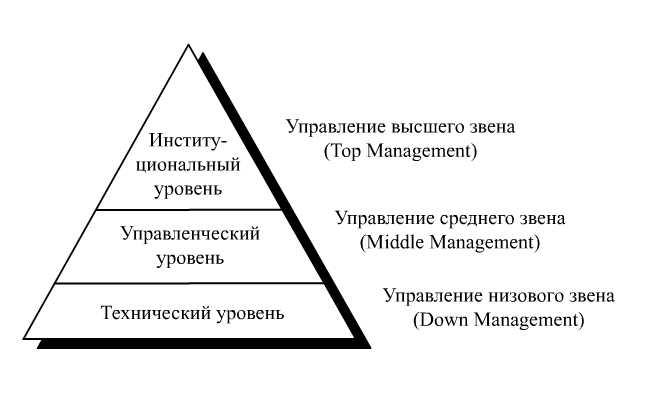 Институ-
циональный
уровень
Управление высшего звена
(Top Management)
Управленческий
уровень
Управление среднего звена
(Middle Management)
Технический уровень
Управление низового звена
(Down Management)